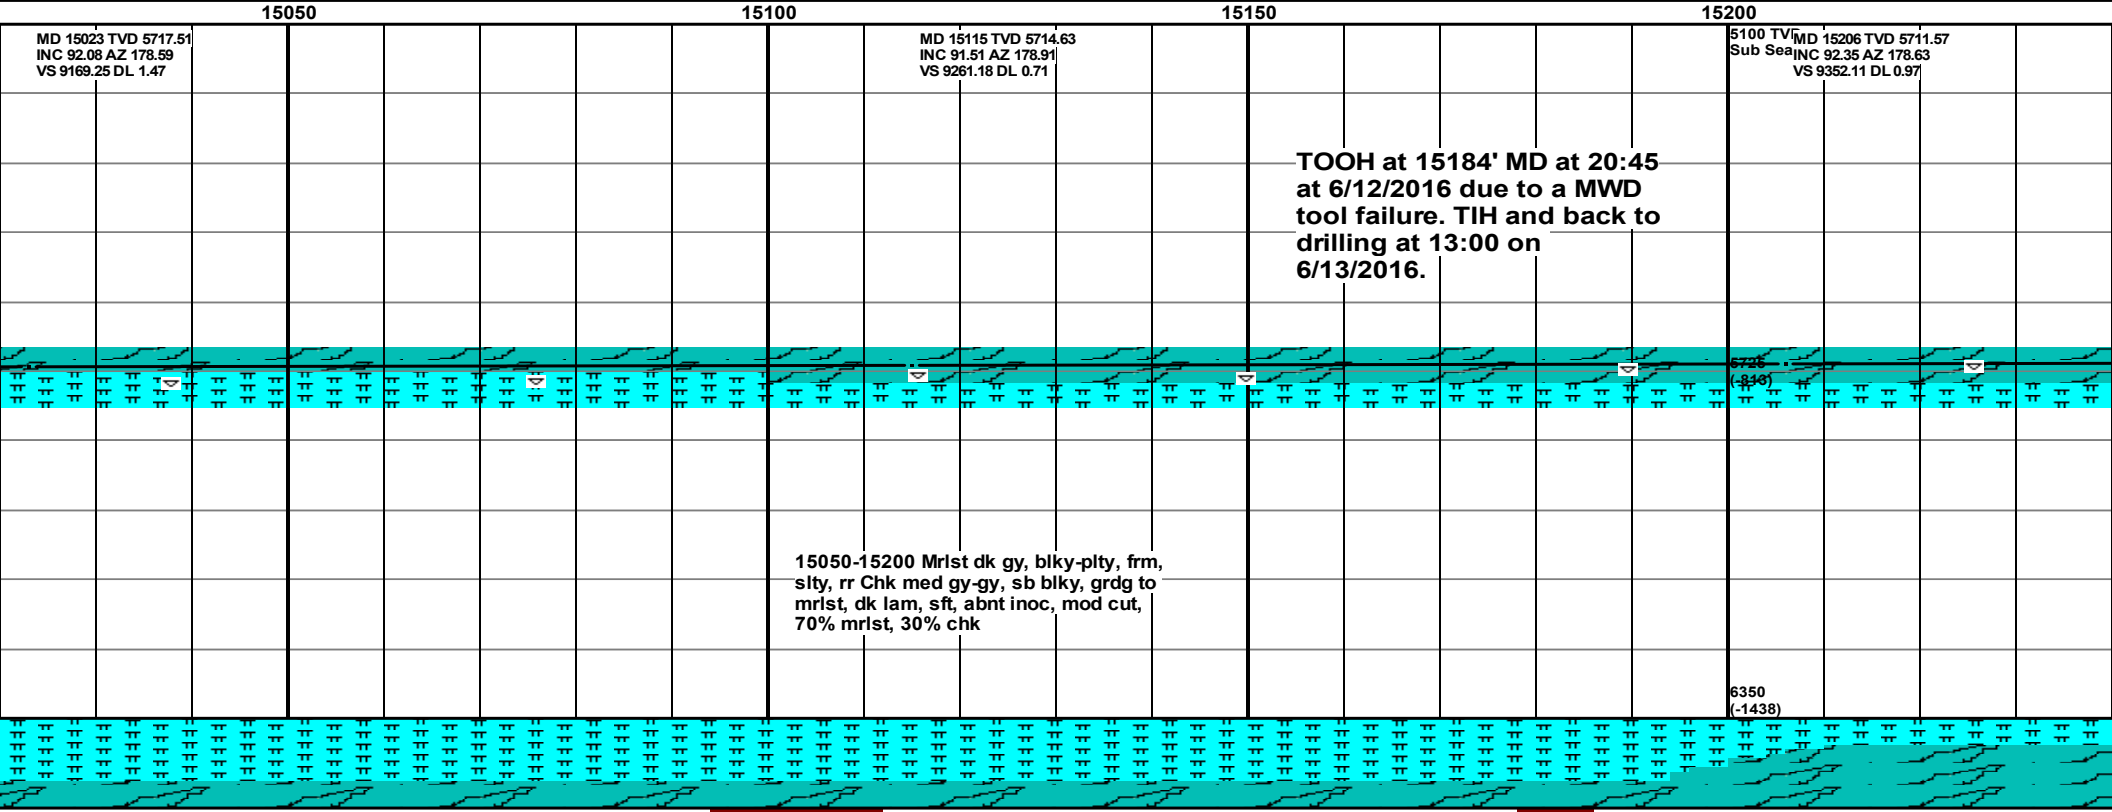 15050
15100
15150
15200
MD 15023 TVD 5717.51
INC 92.08 AZ 178.59
VS 9169.25 DL 1.47
MD 15115 TVD 5714.63
INC 91.51 AZ 178.91
VS 9261.18 DL 0.71
5100 TVD
Sub Sea
MD 15206 TVD 5711.57
INC 92.35 AZ 178.63
VS 9352.11 DL 0.97
TOOH at 15184' MD at 20:45
at 6/12/2016 due to a MWD
tool failure. TIH and back to
drilling at 13:00 on
6/13/2016.
5725
(-813)
15050-15200 Mrlst dk gy, blky-plty, frm,
slty, rr Chk med gy-gy, sb blky, grdg to
mrlst, dk lam, sft, abnt inoc, mod cut,
70% mrlst, 30% chk
6350
(-1438)